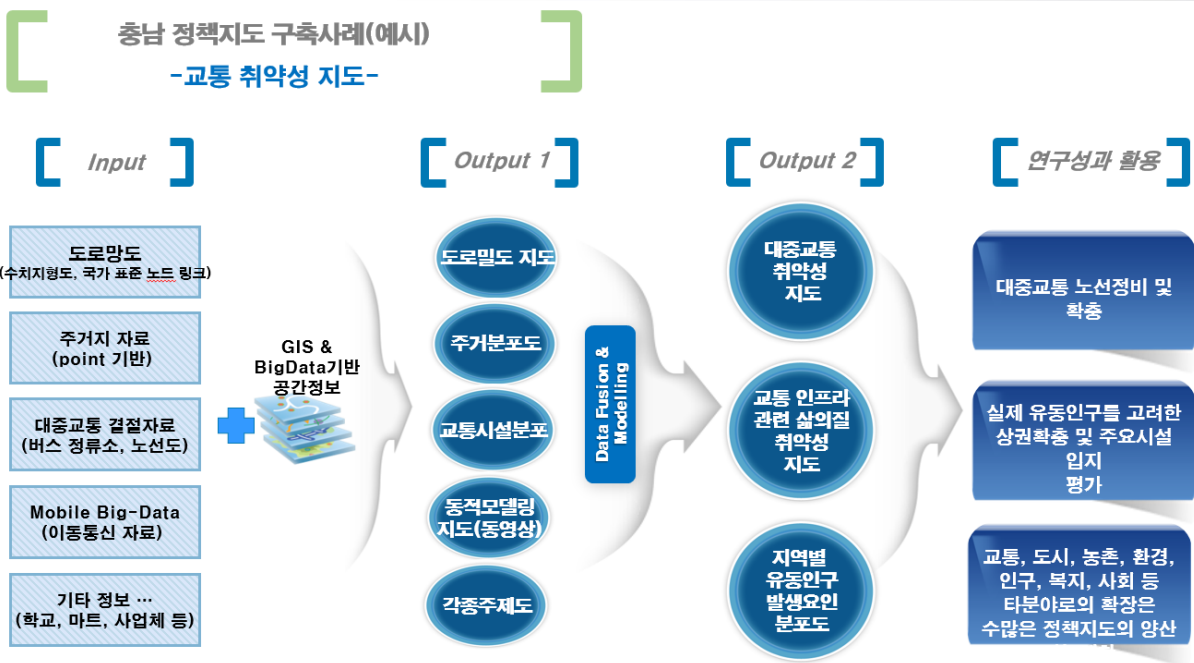 충남 정책지도 구축사례(예시)
-교통 취약성 지도-
Input
도로망도
(수치지형도, 국가 표준 노드 링크)
주거지 자료
(point 기반)
대중교통 결절자료
(버스 정류소, 노선도)
Mobile Big-Data
(이동통신 자료)
기타 정보 …
(학교, 마트, 사업체 등)
GIS &
BigData기반
공간정보
Output 1
도로밀도 지도
주거분포도
교통시설분포
동적모델링
지도(동영상)
각종주제도
Data Fusion &
Modelling
Output 2
대중교통
취약성
지도
교통 인프라
관련 삶의질
취약성
지도
지역별
유동인구
발생요인
분포도
연구성과 활용
대중교통 노선정비 및
확충
실제 유동인구를 고려한
상권확충 및 주요시설
입지
평가
교통, 도시, 농촌, 환경,
인구, 복지, 사회 등
타분야로의 확장은
수많은 정책지도의 양산